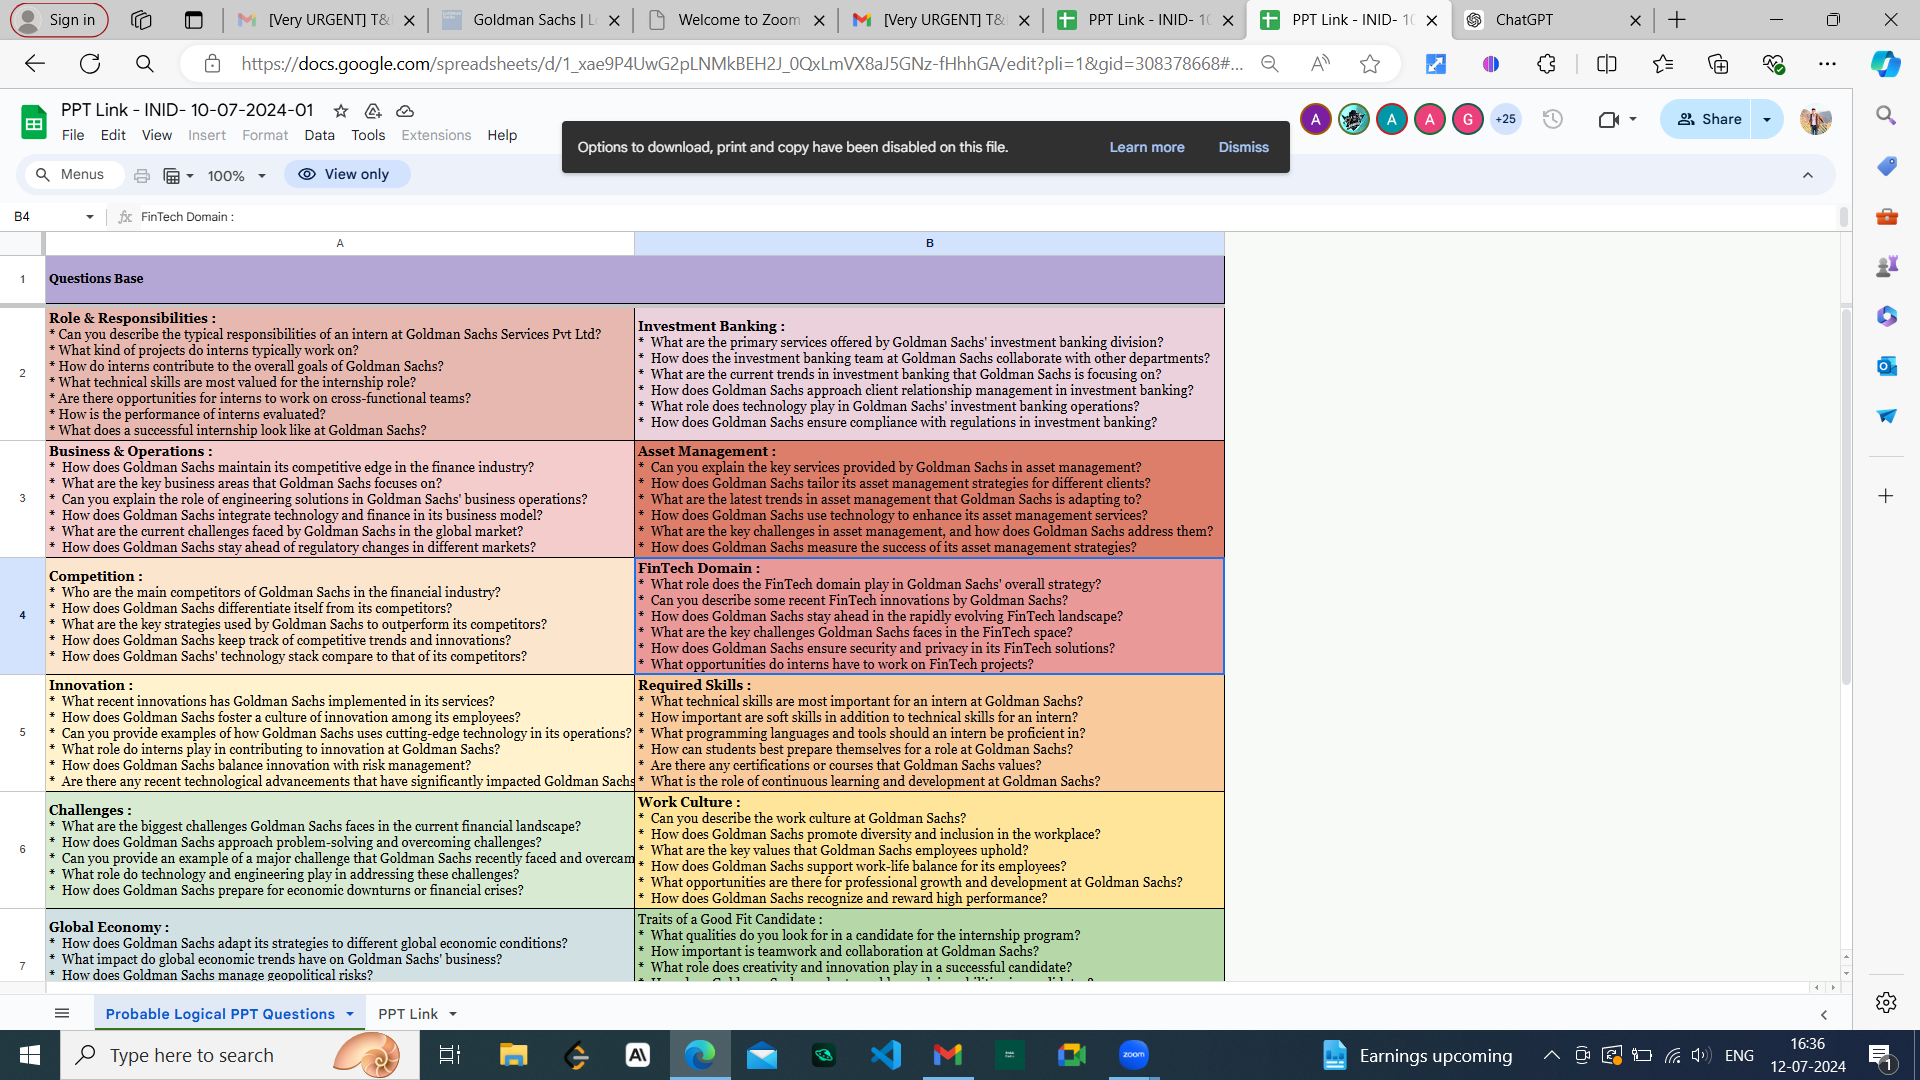 Sign in
[Very URGENT] T&
Goldman Sachs | L
Welcome to Zoom
[Very URGENT] T&
PPT Link - INID- 10
PPT Link - INID- 10
ChatGPT
https://docs.google.com/spreadsheets/d/1_xae9P4UwG2pLNMkBEH2J_0QxLmVX8aJ5GNz-fHhhGA/edit?pli=1&gid=308378668#...
PPT Link - INID- 10-07-2024-01
File Edit View Insert Format Data Tools Extensions Help
A A A G +25
Share
Options to download, print and copy have been disabled on this file. Learn more Dismiss
Menus 100% View only
B4 fx FinTech Domain :
A B
1 Questions Base
2
Role & Responsibilities :
* Can you describe the typical responsibilities of an intern at Goldman Sachs Services Pvt Ltd?
* What kind of projects do interns typically work on?
* How do interns contribute to the overall goals of Goldman Sachs?
* What technical skills are most valued for the internship role?
* Are there opportunities for interns to work on cross-functional teams?
* How is the performance of interns evaluated?
* What does a successful internship look like at Goldman Sachs?
Investment Banking :
* What are the primary services offered by Goldman Sachs' investment banking division?
* How does the investment banking team at Goldman Sachs collaborate with other departments?
* What are the current trends in investment banking that Goldman Sachs is focusing on?
* How does Goldman Sachs approach client relationship management in investment banking?
* What role does technology play in Goldman Sachs' investment banking operations?
* How does Goldman Sachs ensure compliance with regulations in investment banking?
3
Business & Operations :
* How does Goldman Sachs maintain its competitive edge in the finance industry?
* What are the key business areas that Goldman Sachs focuses on?
* Can you explain the role of engineering solutions in Goldman Sachs' business operations?
* How does Goldman Sachs integrate technology and finance in its business model?
* What are the current challenges faced by Goldman Sachs in the global market?
* How does Goldman Sachs stay ahead of regulatory changes in different markets?
Asset Management :
* Can you explain the key services provided by Goldman Sachs in asset management?
* How does Goldman Sachs tailor its asset management strategies for different clients?
* What are the latest trends in asset management that Goldman Sachs is adapting to?
* How does Goldman Sachs use technology to enhance its asset management services?
* What are the key challenges in asset management, and how does Goldman Sachs address them?
* How does Goldman Sachs measure the success of its asset management strategies?
4
Competition :
* Who are the main competitors of Goldman Sachs in the financial industry?
* How does Goldman Sachs differentiate itself from its competitors?
* What are the key strategies used by Goldman Sachs to outperform its competitors?
* How does Goldman Sachs keep track of competitive trends and innovations?
* How does Goldman Sachs' technology stack compare to that of its competitors?
FinTech Domain :
* What role does the FinTech domain play in Goldman Sachs' overall strategy?
* Can you describe some recent FinTech innovations by Goldman Sachs?
* How does Goldman Sachs stay ahead in the rapidly evolving FinTech landscape?
* What are the key challenges Goldman Sachs faces in the FinTech space?
* How does Goldman Sachs ensure security and privacy in its FinTech solutions?
* What opportunities do interns have to work on FinTech projects?
5
Innovation :
* What recent innovations has Goldman Sachs implemented in its services?
* How does Goldman Sachs foster a culture of innovation among its employees?
* Can you provide examples of how Goldman Sachs uses cutting-edge technology in its operations?
* What role do interns play in contributing to innovation at Goldman Sachs?
* How does Goldman Sachs balance innovation with risk management?
* Are there any recent technological advancements that have significantly impacted Goldman Sachs
Required Skills :
* What technical skills are most important for an intern at Goldman Sachs?
* How important are soft skills in addition to technical skills for an intern?
* What programming languages and tools should an intern be proficient in?
* How can students best prepare themselves for a role at Goldman Sachs?
* Are there any certifications or courses that Goldman Sachs values?
* What is the role of continuous learning and development at Goldman Sachs?
6
Challenges :
* What are the biggest challenges Goldman Sachs faces in the current financial landscape?
* How does Goldman Sachs approach problem-solving and overcoming challenges?
* Can you provide an example of a major challenge that Goldman Sachs recently faced and overcam
* What role do technology and engineering play in addressing these challenges?
* How does Goldman Sachs prepare for economic downturns or financial crises?
Work Culture :
* Can you describe the work culture at Goldman Sachs?
* How does Goldman Sachs promote diversity and inclusion in the workplace?
* What are the key values that Goldman Sachs employees uphold?
* How does Goldman Sachs support work-life balance for its employees?
* What opportunities are there for professional growth and development at Goldman Sachs?
* How does Goldman Sachs recognize and reward high performance?
7
Global Economy :
* How does Goldman Sachs adapt its strategies to different global economic conditions?
* What impact do global economic trends have on Goldman Sachs' business?
* How does Goldman Sachs manage geopolitical risks?
Traits of a Good Fit Candidate :
* What qualities do you look for in a candidate for the internship program?
* How important is teamwork and collaboration at Goldman Sachs?
* What role does creativity and innovation play in a successful candidate?
Probable Logical PPT Questions PPT Link
Type here to search
zoom
Earnings upcoming
ENG
16:36
12-07-2024
1